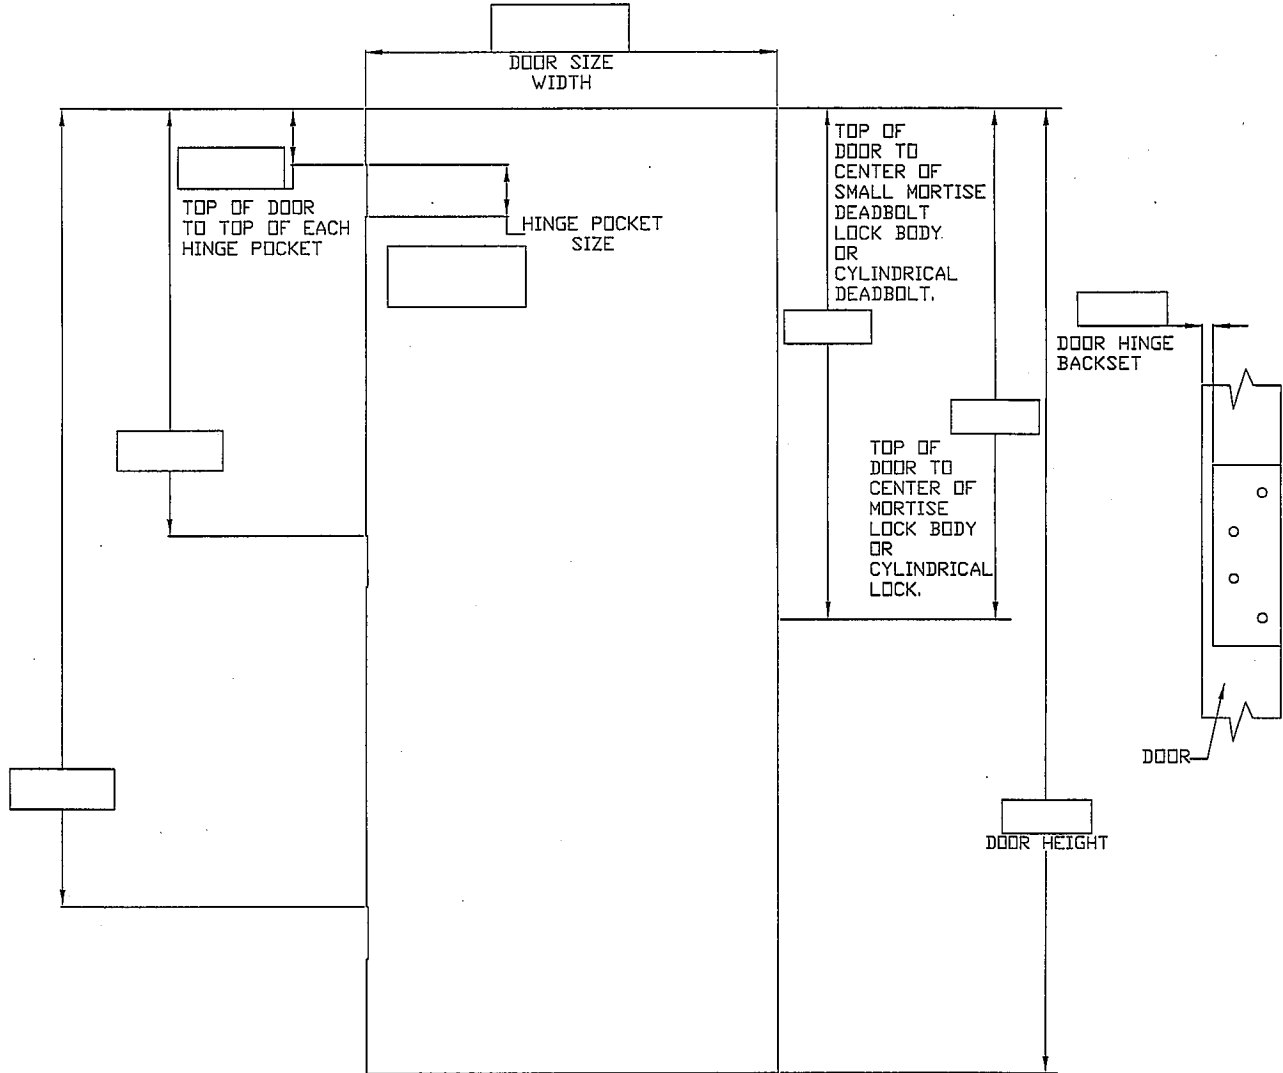 DOOR SIZE
WIDTH
TOP OF DOOR
TO TOP OF EACH
HINGE POCKET
HINGE POCKET
SIZE
TOP OF
DOOR TO
CENTER OF
SMALL MORTISE
DEADBOLT
LOCK BODY.
OR
CYLINDRICAL
DEADBOLT.
DOOR HINGE
BACKSET
TOP OF
DOOR TO
CENTER OF
MORTISE
LOCK BODY
OR
CYLINDRICAL
LOCK.
DOOR
DOOR HEIGHT